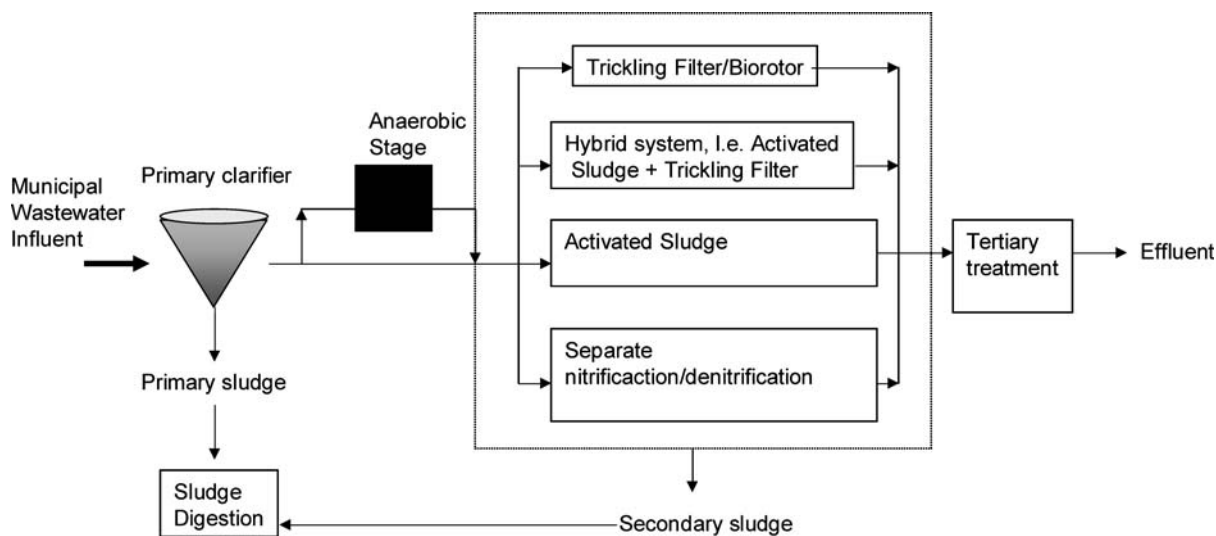 Trickling Filter/Biorotor
Anaerobic
Stage
Hybrid system, I.e. Activated
Sludge + Trickling Filter
Primary clarifier
Municipal
Wastewater
Influent
Activated Sludge
Tertiary
treatment
Effluent
Separate
nitrificaction/denitrification
Primary sludge
Sludge
Digestion
Secondary sludge